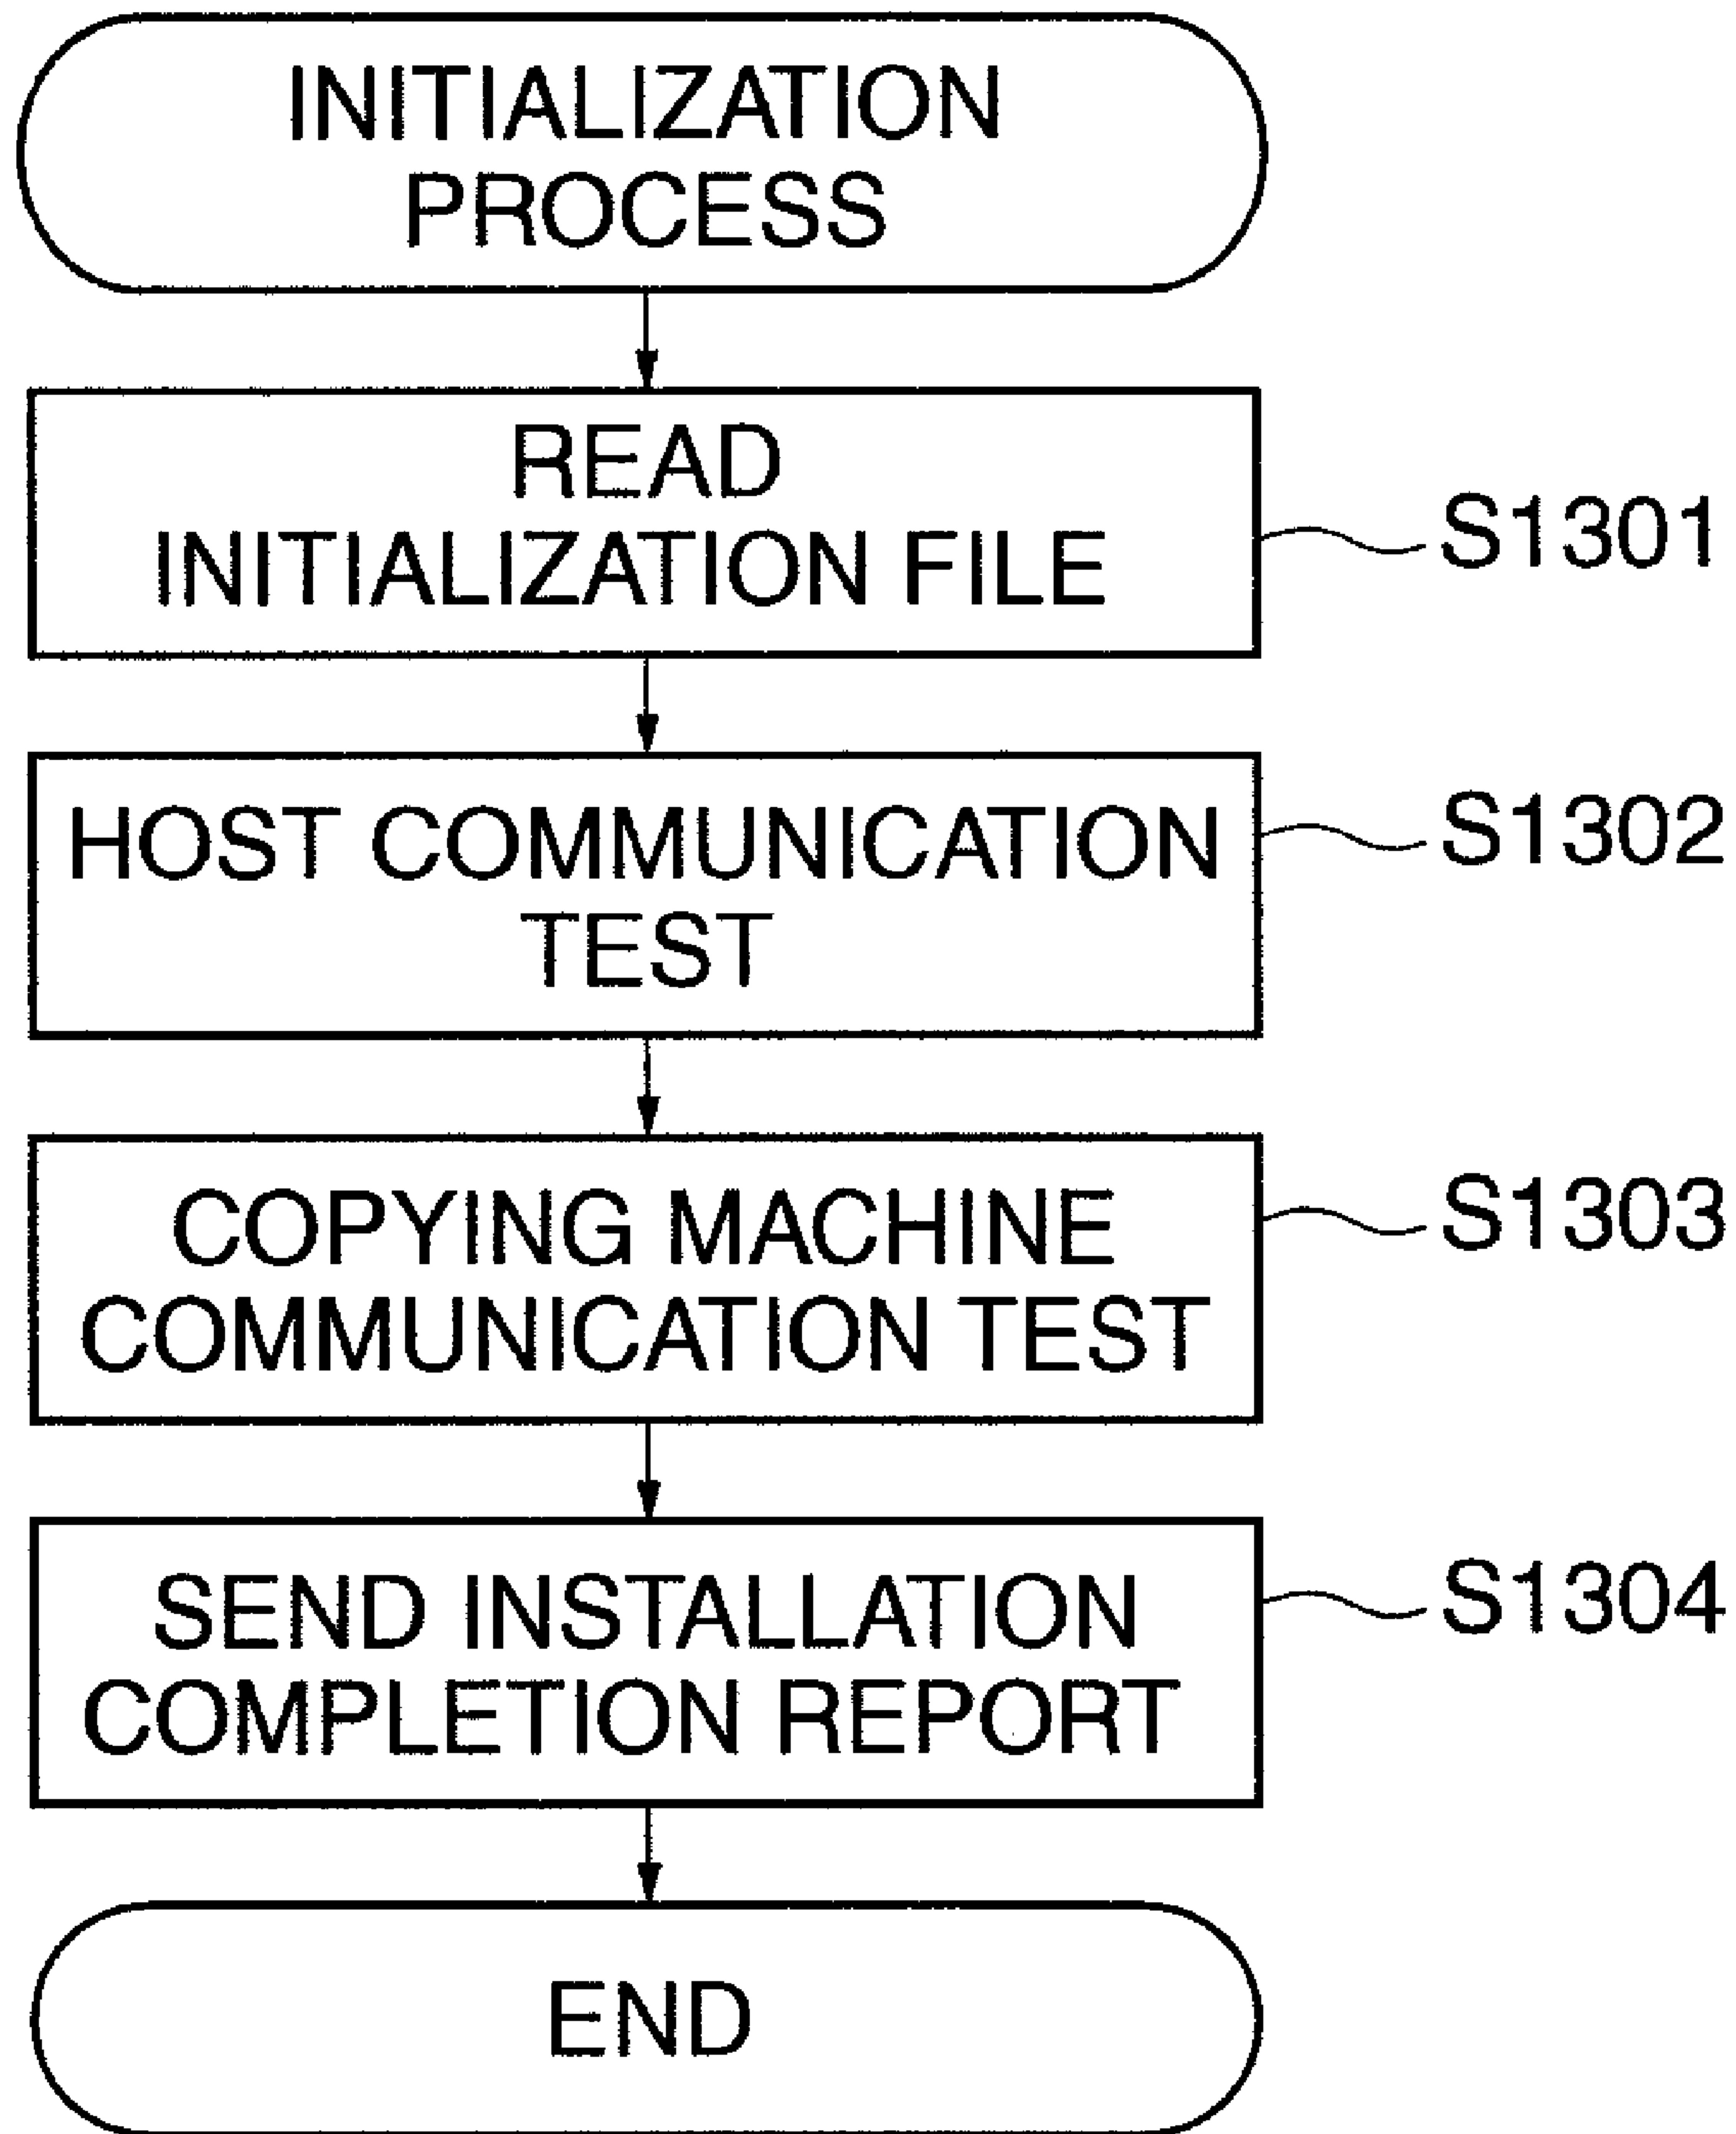 INITIALIZATION
PROCESS
READ
INITIALIZATION FILE
S1301
HOST COMMUNICATION
TEST
S1302
COPYING MACHINE
COMMUNICATION TEST
S1303
SEND INSTALLATION
COMPLETION REPORT
S1304
END